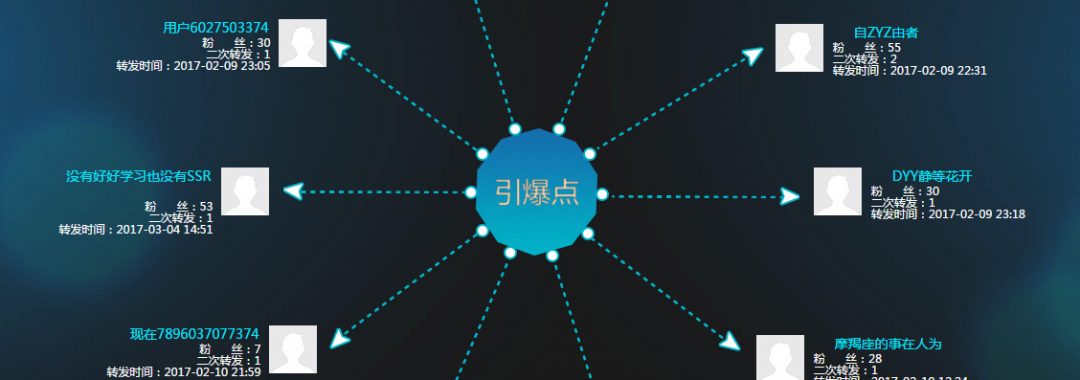 用户6027503374
粉 丝：30
二次转发：1
转发时间：2017-02-09 23:05
自ZYZ由者
粉 丝：55
二次转发：2
转发时间：2017-02-09 22:31
没有好好学习也没有SSR
粉 丝：53
二次转发：1
转发时间：2017-03-04 14:51
引爆点
DYY静等花开
粉 丝：30
二次转发：1
转发时间：2017-02-09 23:18
现在7896037077374
粉 丝：7
二次转发：1
转发时间：2017-02-10 21:59
摩羯座的事在人为
粉 丝：28
二次转发：1